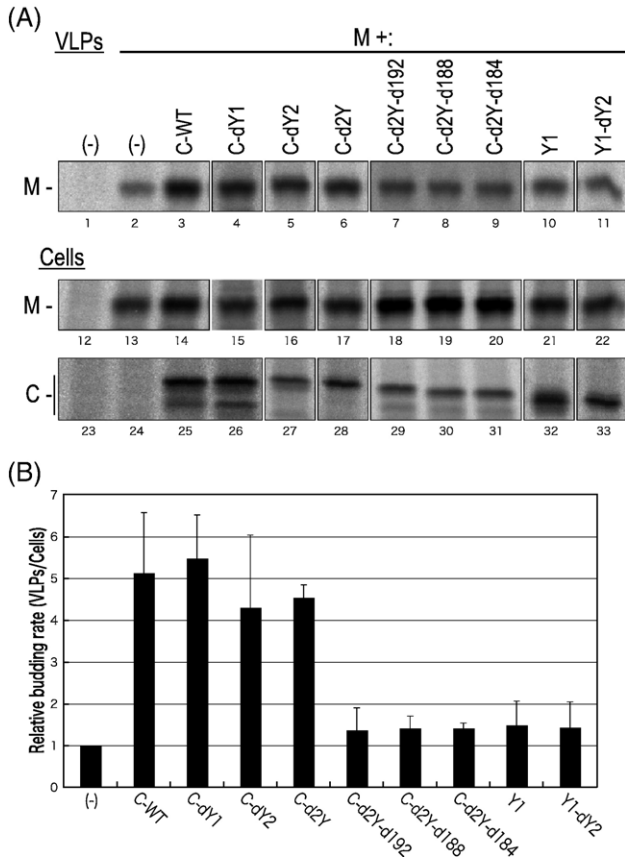 (A)
VLPs
M +:
(-)
(-)
C-WT
C-dY1
C-dY2
C-d2Y
C-d2Y-d192
C-d2Y-d188
C-d2Y-d184
Y1
Y1-dY2
M -
1 2 3 4 5 6 7 8 9 10 11
Cells
M -
12 13 14 15 16 17 18 19 20 21 22
C -
23 24 25 26 27 28 29 30 31 32 33
(B)
Relative budding rate (VLPs/Cells)
7
6
5
4
3
2
1
0
(-)
C-WT
C-dY1
C-dY2
C-d2Y
C-d2Y-d192
C-d2Y-d188
C-d2Y-d184
Y1
Y1-dY2